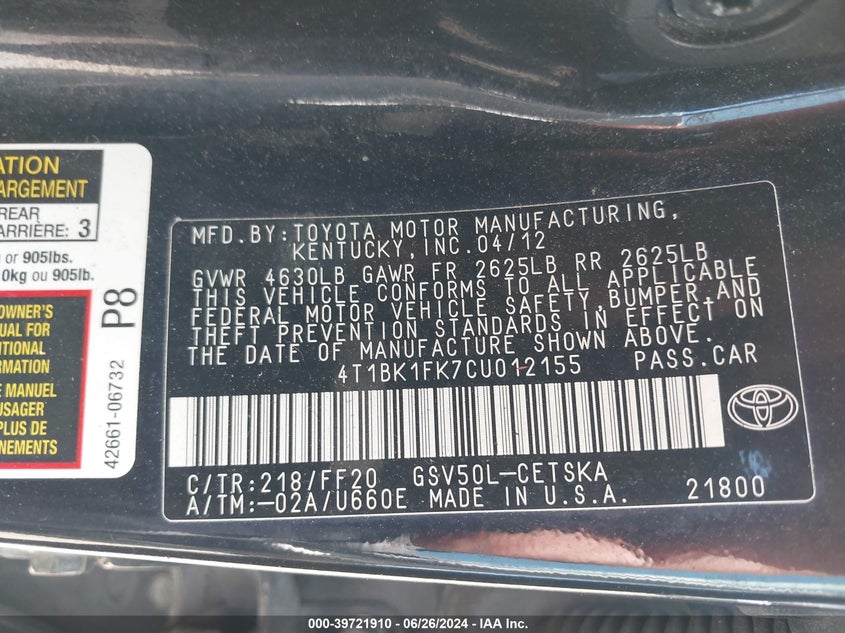 ATION
ARGEMENT
REAR
ARRIÈRE: 3
or 905lbs.
0kg ou 905lb.
OWNER'S
UAL FOR
ITIONAL
RMATION
E MANUEL
USAGER
PLUS DE
NEMENTS
P8
42661-06732
MFD.BY:TOYOTA MOTOR MANUFACTURING,
KENTUCKY,INC.04/12
GVWR 4630LB GAWR FR 2625LB RR 2625LB
THIS VEHICLE CONFORMS TO ALL APPLICABLE
FEDERAL MOTOR VEHICLE SAFETY,BUMPER,AND
THEFT PREVENTION STANDARDS IN EFFECT ON
THE DATE OF MANUFACTURE SHOWN ABOVE.
4T1BK1FK7CU012155 PASS.CAR
C/TR:218/FF20 GSV50L-CETSKA
A/TM:-02A/U660E MADE IN U.S.A. 21800
000-39721910 - 06/26/2024 - IAA Inc.